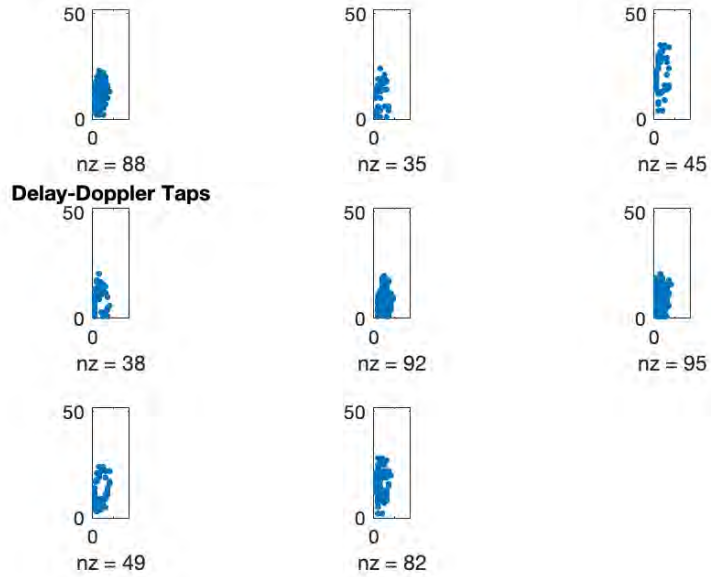 50 50 50
0 0 0
0 0 0
nz = 88 nz = 35 nz = 45
Delay-Doppler Taps
50 50 50
0 0 0
0 0 0
nz = 38 nz = 92 nz = 95
50 50
0 0
0 0
nz = 49 nz = 82